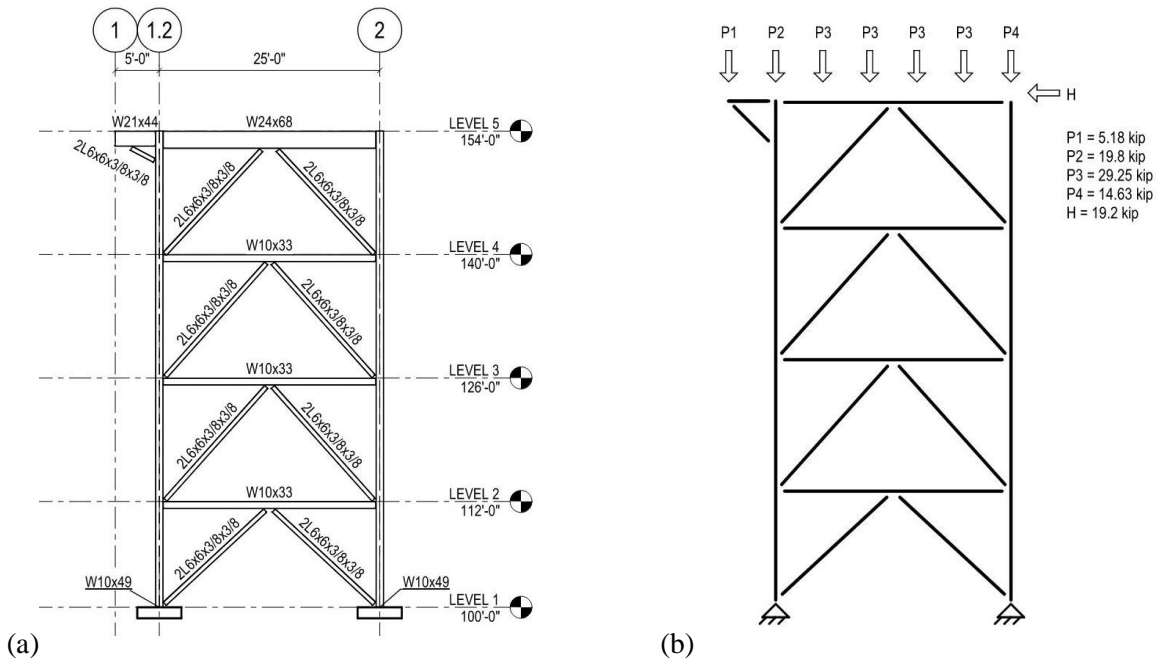 1 1.2 2
5'-0" 25'-0"
W21x44 W24x68 LEVEL 5
154'-0"
2L6x6x3/8x3/8
2L6x6x3/8x3/8 2L6x6x3/8x3/8
W10x33 LEVEL 4
140'-0"
2L6x6x3/8x3/8 2L6x6x3/8x3/8
W10x33 LEVEL 3
126'-0"
2L6x6x3/8x3/8 2L6x6x3/8x3/8
W10x33 LEVEL 2
112'-0"
2L6x6x3/8x3/8 2L6x6x3/8x3/8
W10x49 W10x49 LEVEL 1
100'-0"
(a)
P1 P2 P3 P3 P3 P3 P4
H
P1 = 5.18 kip
P2 = 19.8 kip
P3 = 29.25 kip
P4 = 14.63 kip
H = 19.2 kip
(b)